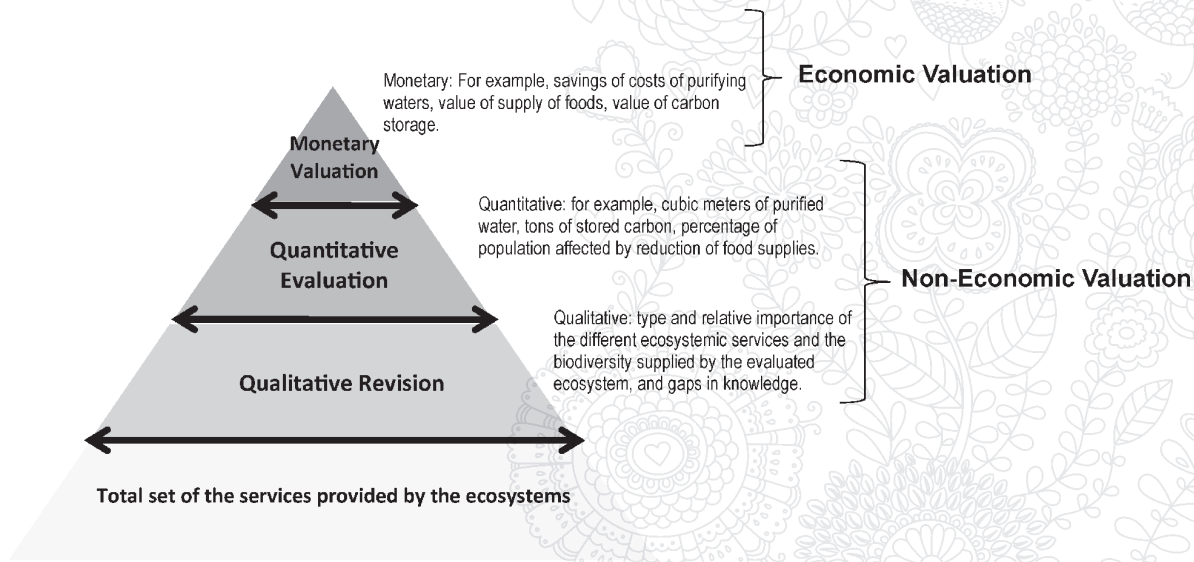 Monetary: For example, savings of costs of purifying
waters, value of supply of foods, value of carbon
storage.
Economic Valuation
Monetary
Valuation
Quantitative: for example, cubic meters of purified
water, tons of stored carbon, percentage of
population affected by reduction of food supplies.
Quantitative
Evaluation
Non-Economic Valuation
Qualitative: type and relative importance of
the different ecosystemic services and the
biodiversity supplied by the evaluated
ecosystem, and gaps in knowledge.
Qualitative Revision
Total set of the services provided by the ecosystems